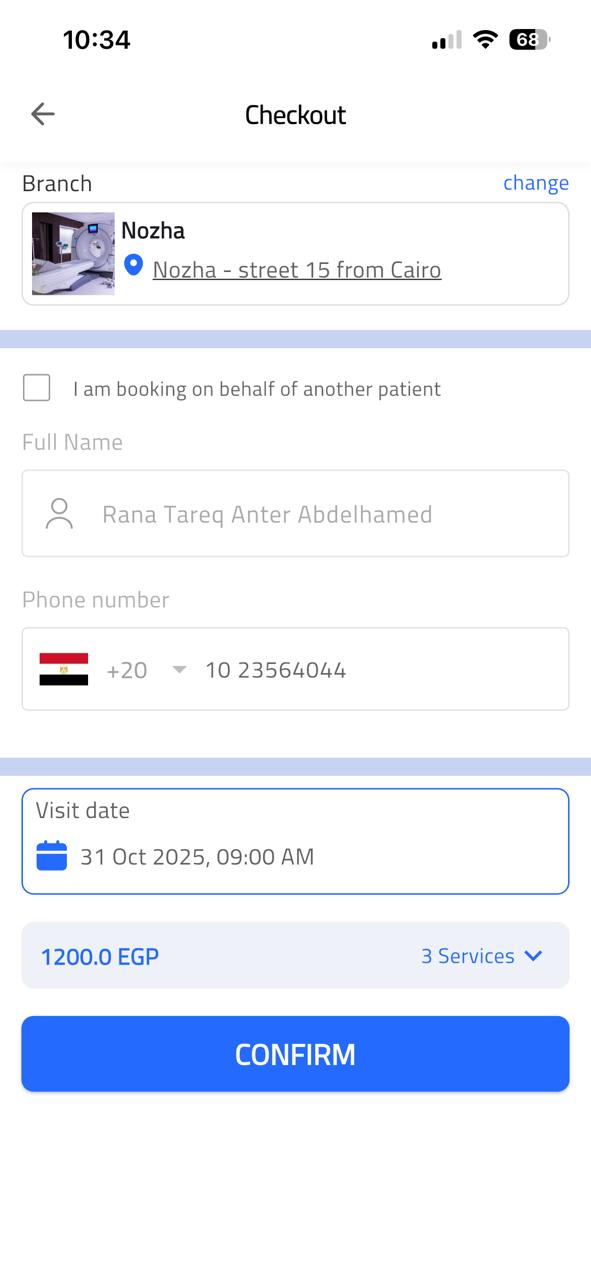 10:34
68
Checkout
Branch
change
Nozha
Nozha - street 15 from Cairo
I am booking on behalf of another patient
Full Name
Rana Tareq Anter Abdelhamed
Phone number
+20 10 23564044
Visit date
31 Oct 2025, 09:00 AM
1200.0 EGP
3 Services
CONFIRM